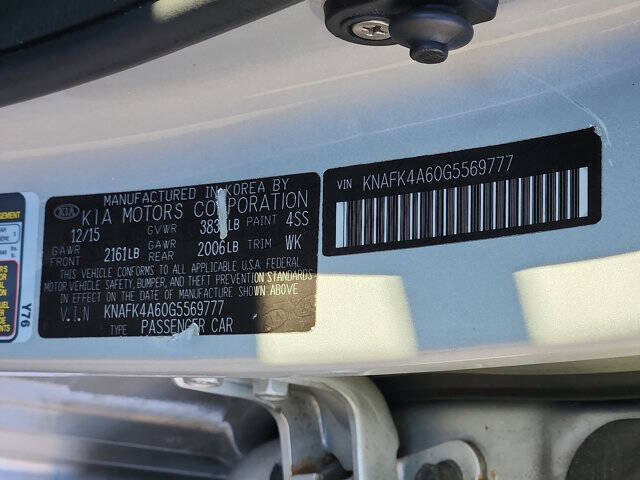 MANUFACTURED IN KOREA BY
KIA
KIA MOTORS CORPORATION
12/15 GVWR LB PAINT 4SS
GAWR FRONT 2161LB GAWR REAR 2006LB TRIM WK
THIS VEHICLE CONFORMS TO ALL APPLICABLE U.S.A. FEDERAL
MOTOR VEHICLE SAFETY, BUMPER, AND THEFT PREVENTION STANDARDS
IN EFFECT ON THE DATE OF MANUFACTURE SHOWN ABOVE
V.I.N KNAFK4A60G5569777
TYPE PASSENGER CAR
VIN KNAFK4A60G5569777
Y76